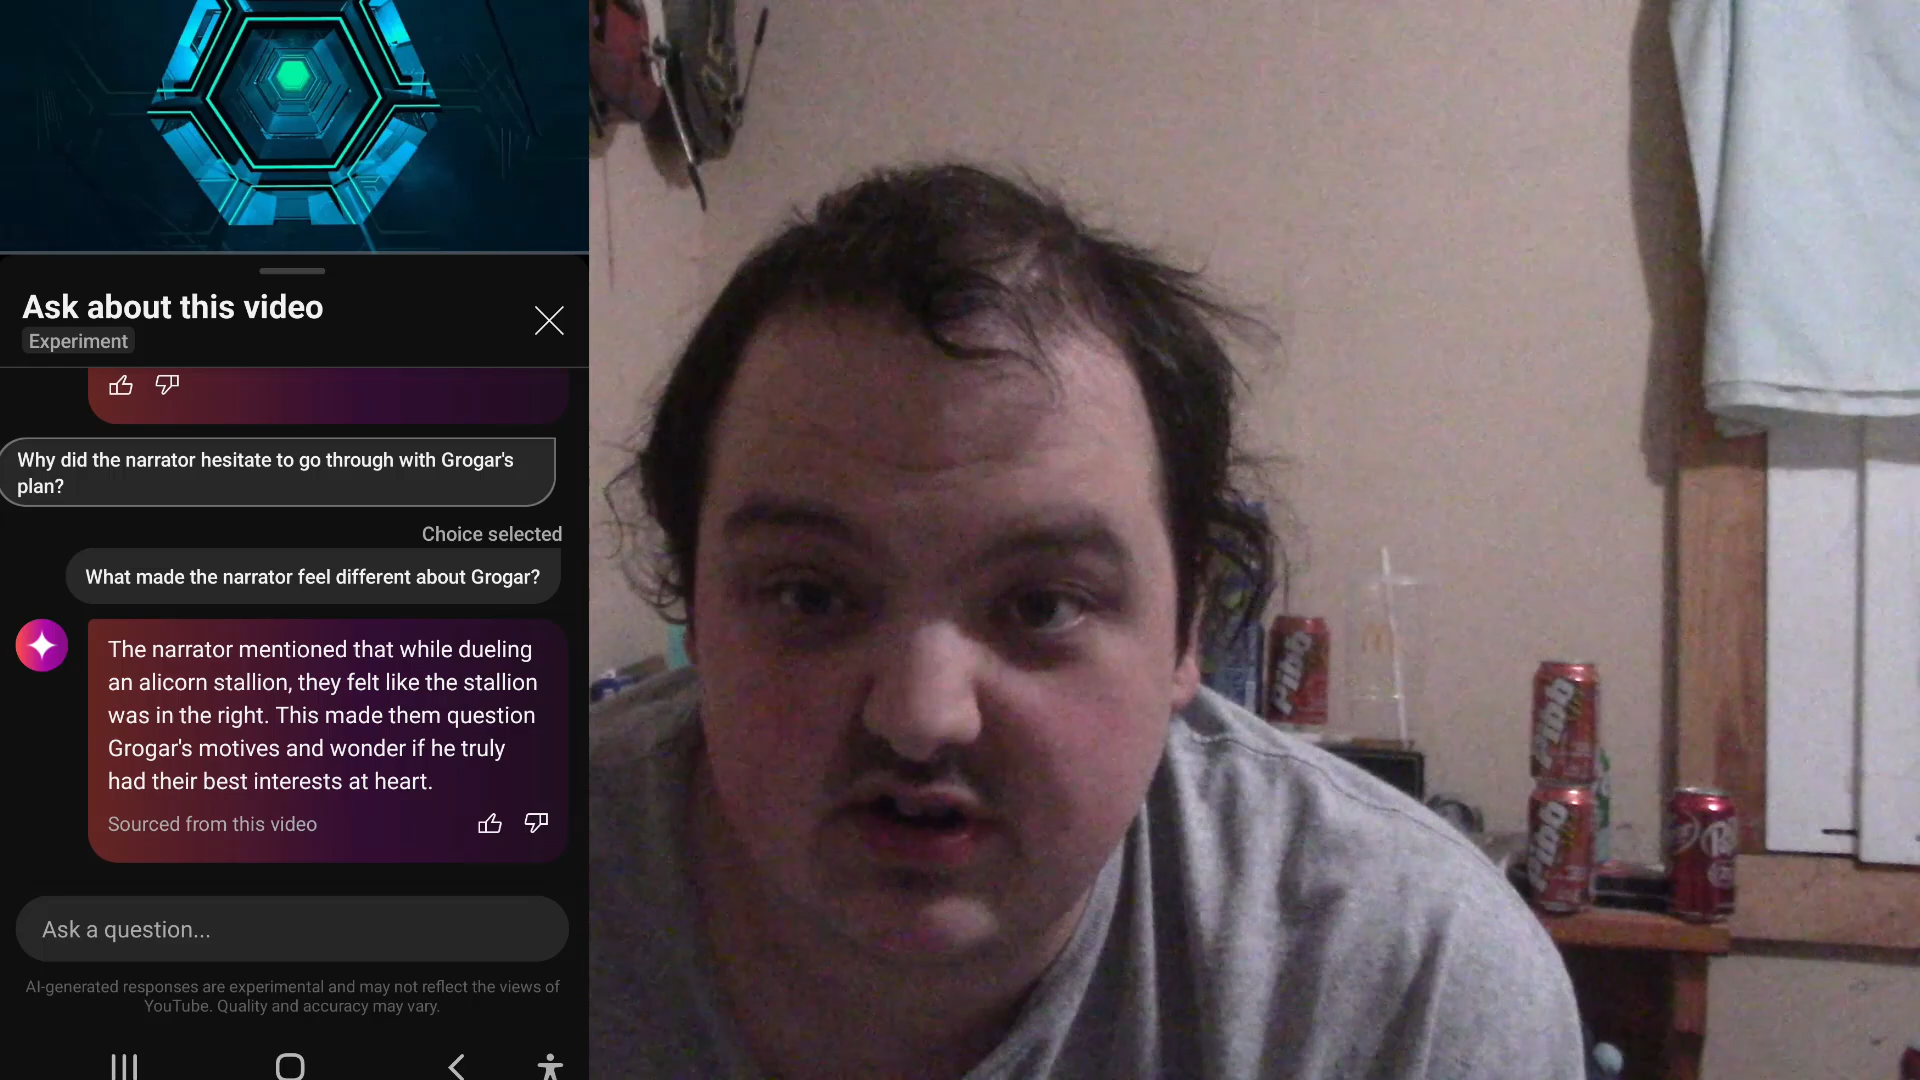 Ask about this video
Experiment
Why did the narrator hesitate to go through with Grogar's
plan?
Choice selected
What made the narrator feel different about Grogar?
The narrator mentioned that while dueling
an alicorn stallion, they felt like the stallion
was in the right. This made them question
Grogar's motives and wonder if he truly
had their best interests at heart.
Sourced from this video
Ask a question...
AI-generated responses are experimental and may not reflect the views of
YouTube. Quality and accuracy may vary.
Pibb
Pibb
Pibb